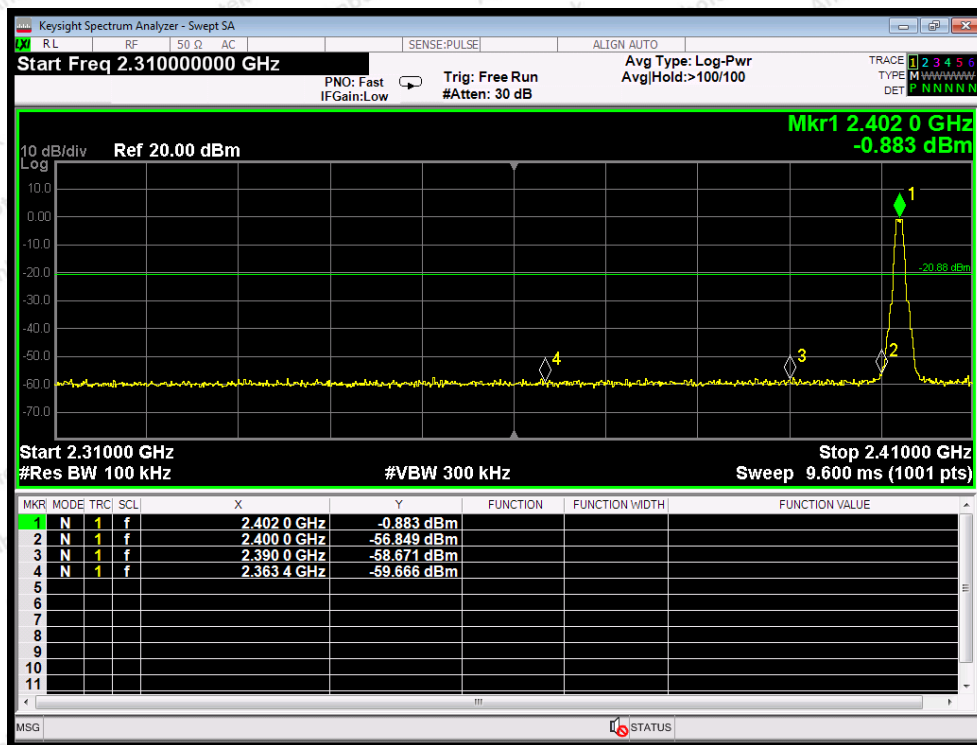 Keysight Spectrum Analyzer - Swept SA
LXI RL RF 50 Ω AC SENSE:PULSE ALIGN AUTO
Start Freq 2.310000000 GHz
PNO: Fast
IFGain:Low
Trig: Free Run
#Atten: 30 dB
Avg Type: Log-Pwr
Avg|Hold:>100/100
TRACE 1 2 3 4 5 6
TYPE M WWWWW
DET P N N N N N
Mkr1 2.402 0 GHz
-0.883 dBm
10 dB/div Ref 20.00 dBm
Log
10.0
0.00
-10.0
-20.0
-30.0
-40.0
-50.0
-60.0
-70.0
1
-20.88 dBm
2
3
4
Start 2.31000 GHz Stop 2.41000 GHz
#Res BW 100 kHz #VBW 300 kHz Sweep 9.600 ms (1001 pts)
MKR MODE TRC SCL X Y FUNCTION FUNCTION WIDTH FUNCTION VALUE
1 N 1 f 2.402 0 GHz -0.883 dBm
2 N 1 f 2.400 0 GHz -56.849 dBm
3 N 1 f 2.390 0 GHz -58.671 dBm
4 N 1 f 2.363 4 GHz -59.666 dBm
5
6
7
8
9
10
11
MSG STATUS